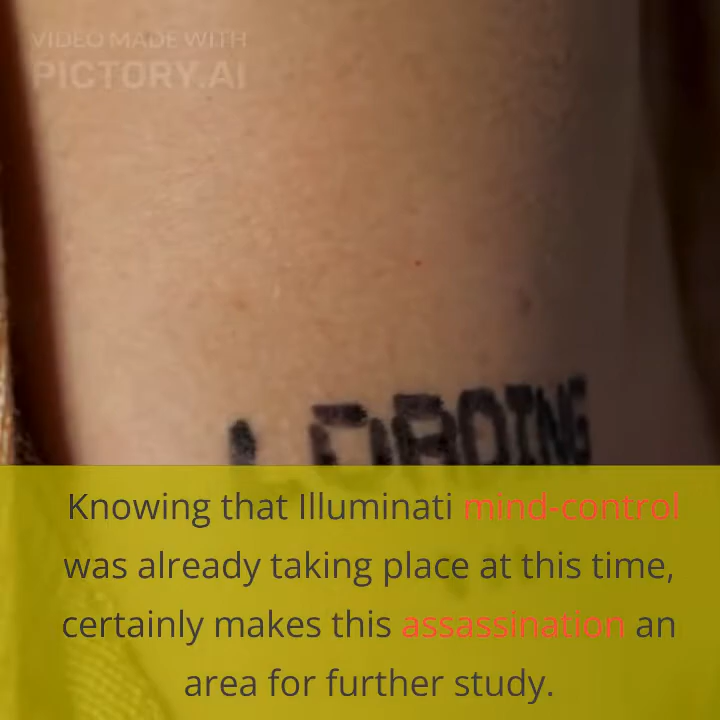 VIDEO MADE WITH
PICTORY.AI
LOADING
Knowing that Illuminati mind-control
was already taking place at this time,
certainly makes this assassination an
area for further study.